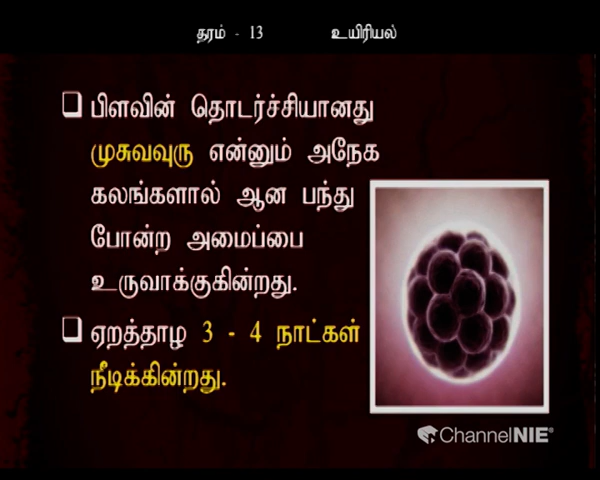 தரம் - 13 உயிரியல்
பிளவின் தொடர்ச்சியானது
முசுவவுரு என்னும் அநேக
கலங்களால் ஆன பந்து
போன்ற அமைப்பை
உருவாக்குகின்றது.
ஏறத்தாழ 3 - 4 நாட்கள்
நீடிக்கின்றது.
ChannelNIE®